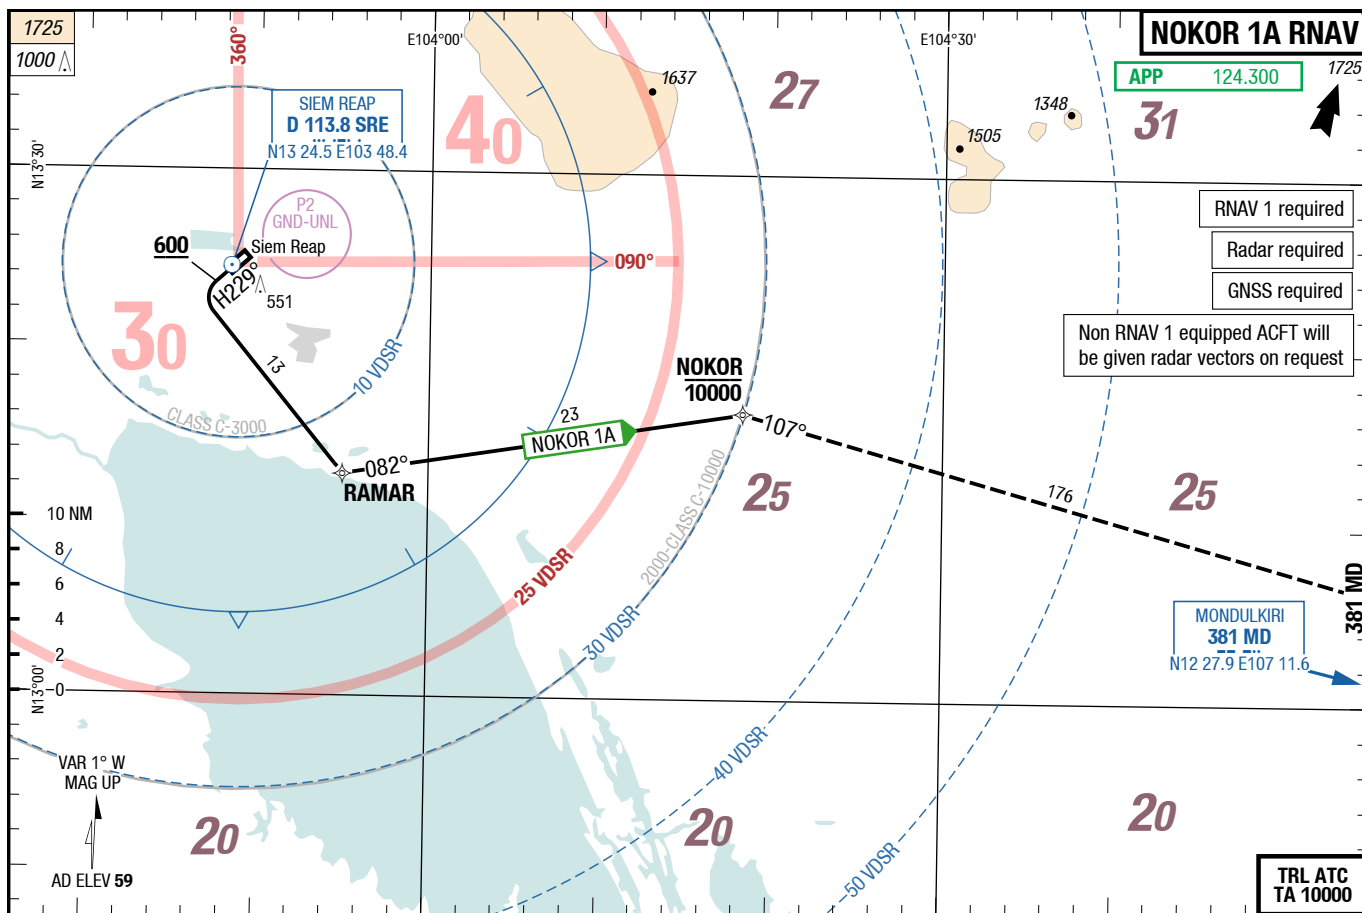 1725
1000
E104°00'
E104°30'
NOKOR 1A RNAV
APP 124.300
1725
360°
SIEM REAP
D 113.8 SRE
N13 24.5 E103 48.4
40
1637
27
1348
1505
31
N13°30'
P2
GND-UNL
RNAV 1 required
Radar required
GNSS required
Non RNAV 1 equipped ACFT will
be given radar vectors on request
600
Siem Reap
090°
H229°
551
30
13
10 VDSR
CLASS C-3000
NOKOR
10000
107°
23
NOKOR 1A
082°
RAMAR
2000-CLASS C-10000
25
25
176
10 NM
8
6
4
2
0
25 VDSR
30 VDSR
381 MD
MONDULKIRI
381 MD
N12 27.9 E107 11.6
N13°00'
VAR 1° W
MAG UP
40 VDSR
20
20
20
50 VDSR
AD ELEV 59
TRL ATC
TA 10000